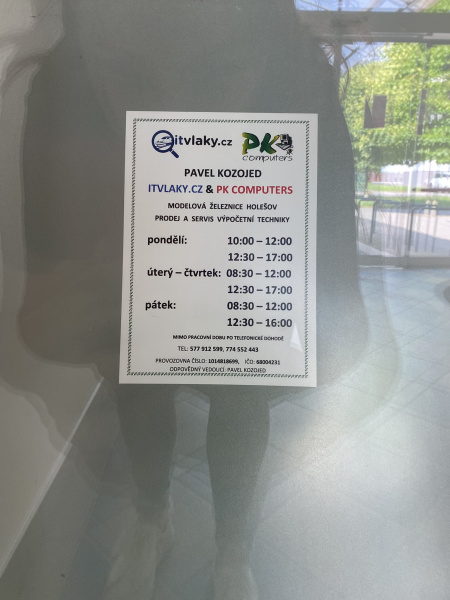 itvlaky.cz PK computers
PAVEL KOZOJED
ITVLAKY.CZ & PK COMPUTERS
MODELOVÁ ŽELEZNICE HOLEŠOV
PRODEJ A SERVIS VÝPOČETNÍ TECHNIKY
pondělí: 10:00 – 12:00
12:30 – 17:00
úterý – čtvrtek: 08:30 – 12:00
12:30 – 17:00
pátek: 08:30 – 12:00
12:30 – 16:00
MIMO PRACOVNÍ DOBU PO TELEFONICKÉ DOHODĚ
TEL: 577 912 599, 774 552 443
PROVOZOVNA ČÍSLO: 1014818699, IČO: 68004231
ODPOVĚDNÝ VEDOUCÍ: PAVEL KOZOJED